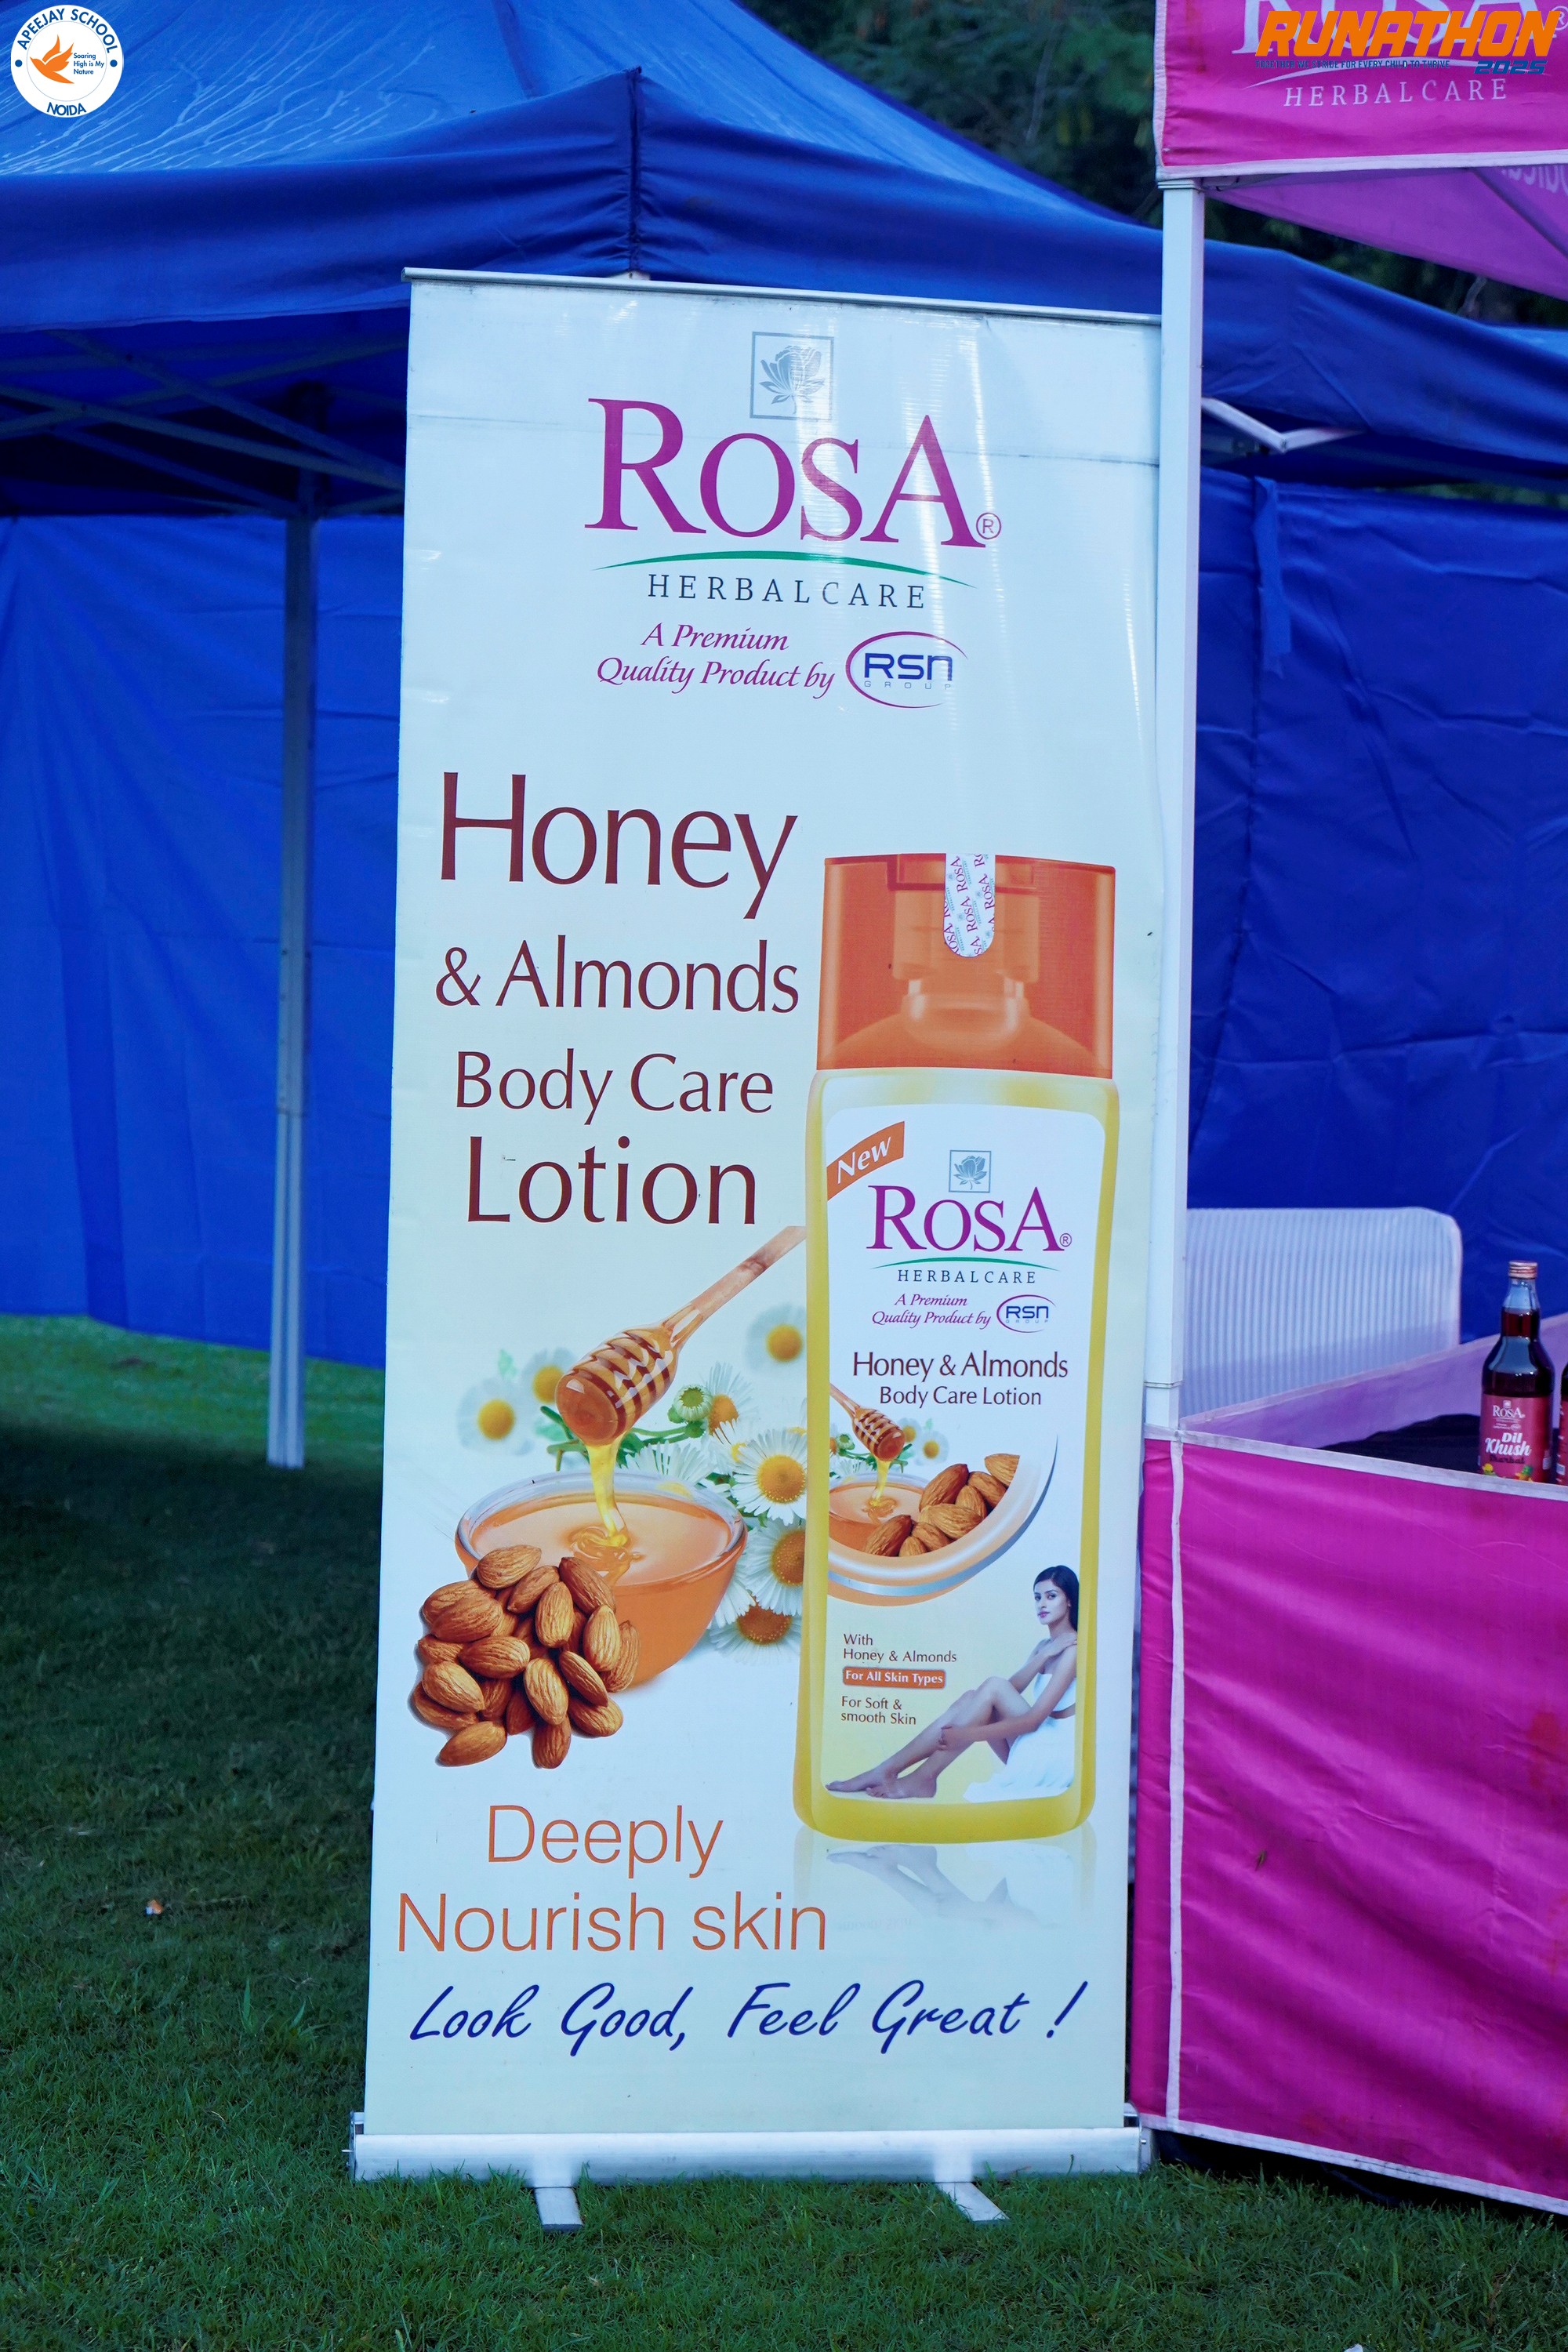 APEEJAY SCHOOL
Soaring
High is My
Nature
NOIDA
RUNATHON
2025
HERBALCARE
ROSA®
HERBALCARE
A Premium
Quality Product by RSN
GROUP
Honey
& Almonds
Body Care
Lotion
New
ROSA®
HERBALCARE
A Premium
Quality Product by RSN
GROUP
Honey & Almonds
Body Care Lotion
With
Honey & Almonds
For All Skin Types
For Soft &
smooth Skin
Deeply
Nourish skin
Look Good, Feel Great !
ROSA
Dil
Khush
Sharbat